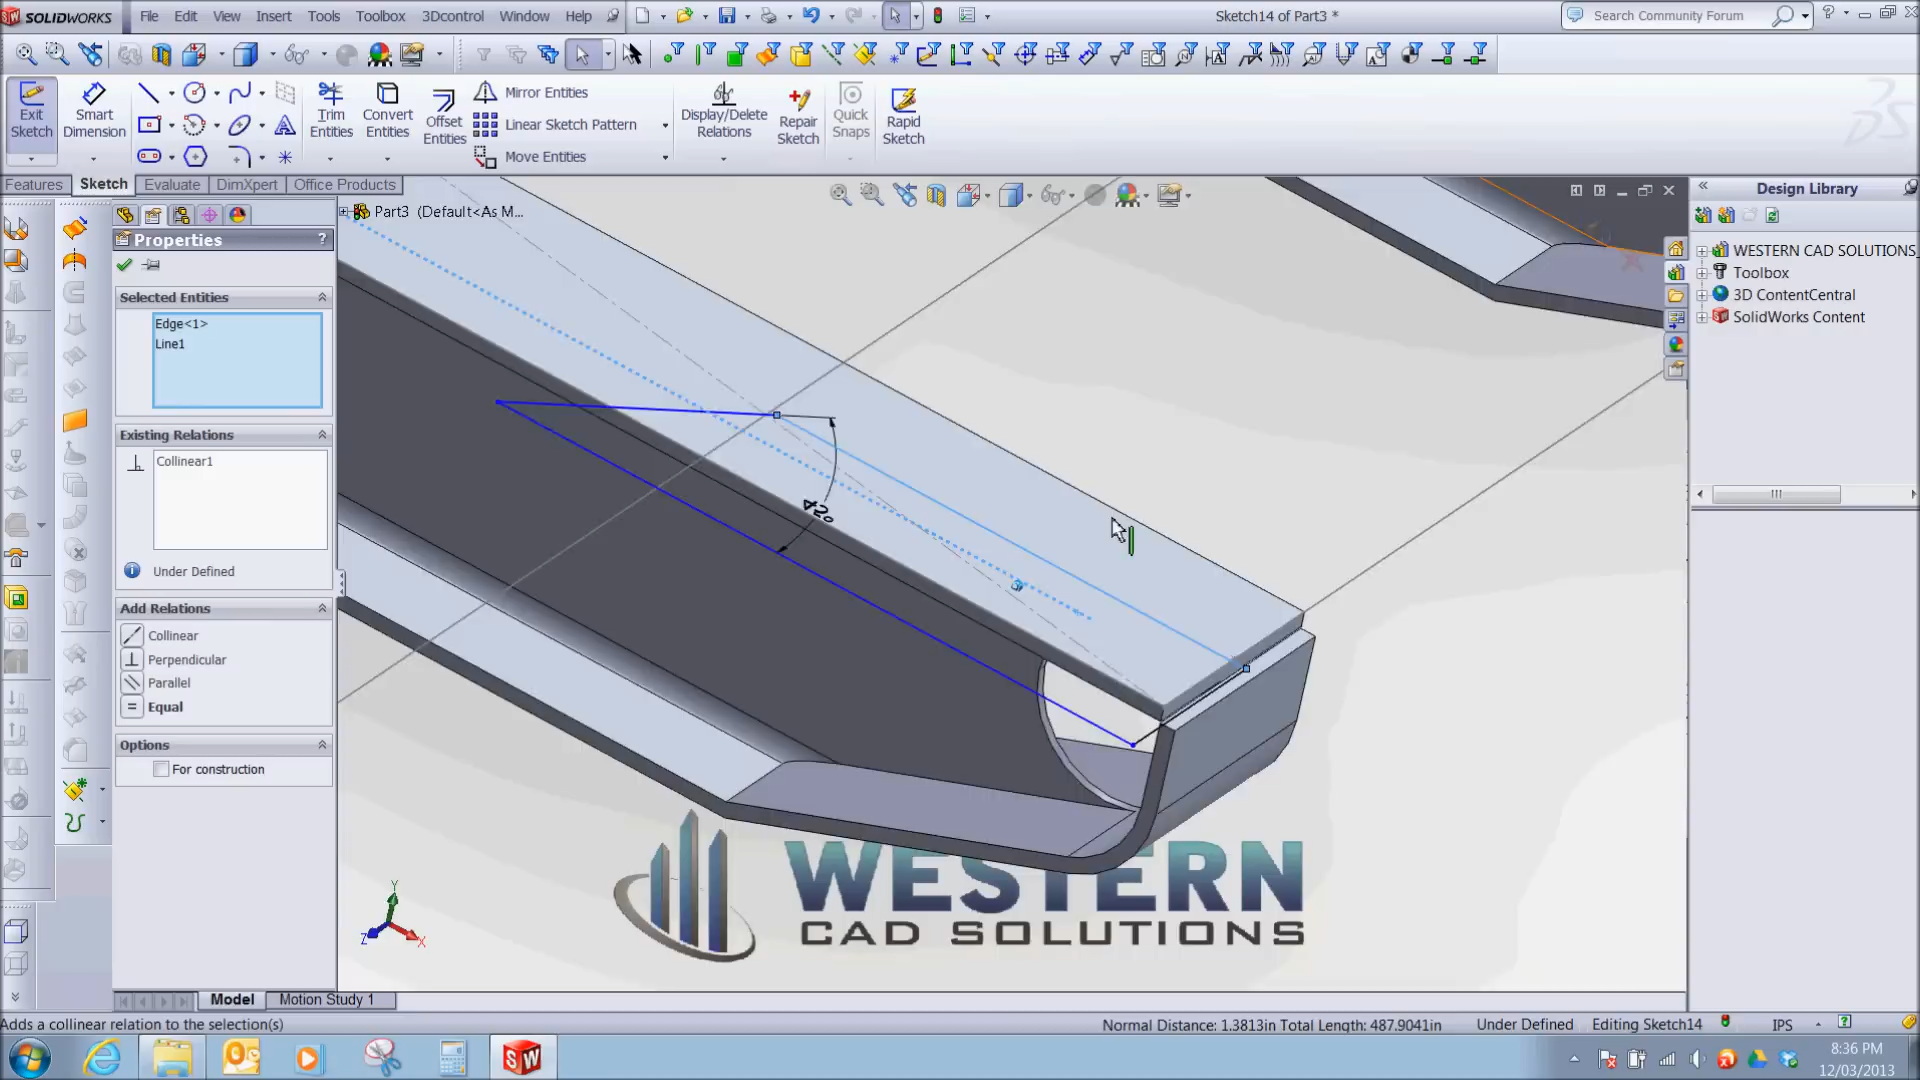 SOLIDWORKS
File Edit View Insert Tools Toolbox 3Dcontrol Window Help
Sketch14 of Part3 *
Search Community Forum
Exit Sketch
Smart Dimension
Trim Entities
Convert Entities
Offset Entities
Mirror Entities
Linear Sketch Pattern
Move Entities
Display/Delete Relations
Repair Sketch
Quick Snaps
Rapid Sketch
Features Sketch Evaluate DimXpert Office Products
Part3 (Default<As M...
Design Library
Properties ?
Selected Entities
Edge<1>
Line1
Existing Relations
Collinear1
Under Defined
Add Relations
Collinear
Perpendicular
Parallel
Equal
Options
For construction
42°
WESTERN
CAD SOLUTIONS
Y
Z
X
WESTERN CAD SOLUTIONS
Toolbox
3D ContentCentral
SolidWorks Content
Model Motion Study 1
Adds a collinear relation to the selection(s)
Normal Distance: 1.3813in Total Length: 487.9041in Under Defined Editing Sketch14 IPS
8:36 PM
12/03/2013